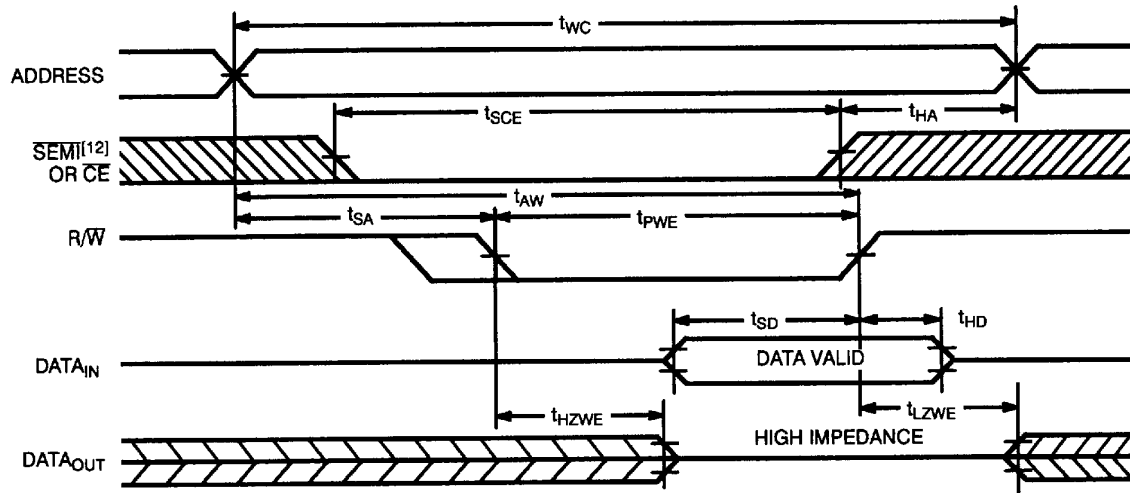 tWC
ADDRESS
tSCE
tHA
SEMI[12]
OR CE
tAW
tSA
tPWE
R/W
tSD
tHD
DATAIN
DATA VALID
tHZWE
tLZWE
HIGH IMPEDANCE
DATAOUT